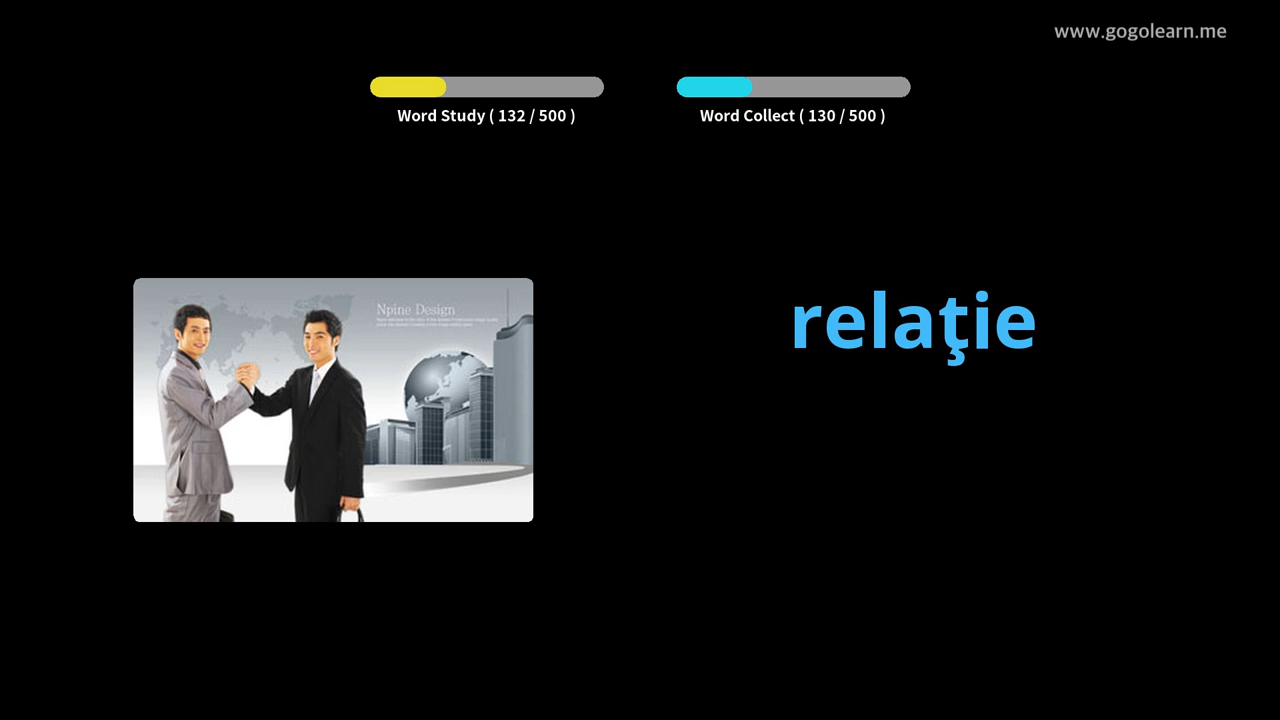 www.gogolearn.me
Word Study ( 132 / 500 )
Word Collect ( 130 / 500 )
Npine Design
relaţie